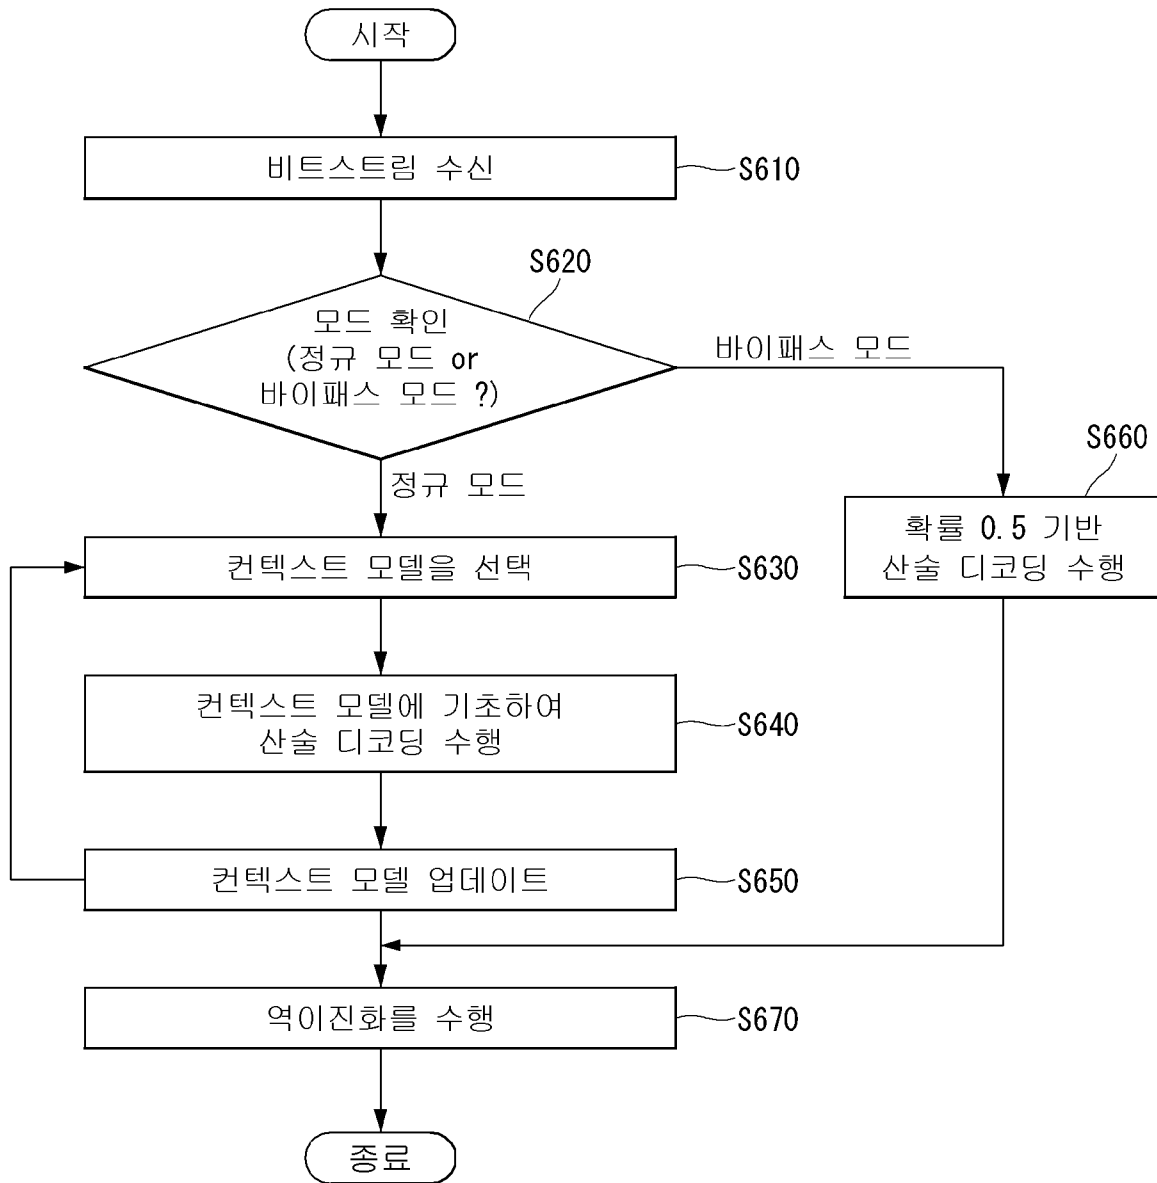 시작
비트스트림 수신
S610
S620
모드 확인
(정규 모드 or
바이패스 모드 ?)
바이패스 모드
정규 모드
S660
확률 0.5 기반
산술 디코딩 수행
컨텍스트 모델을 선택
S630
컨텍스트 모델에 기초하여
산술 디코딩 수행
S640
컨텍스트 모델 업데이트
S650
역이진화를 수행
S670
종료